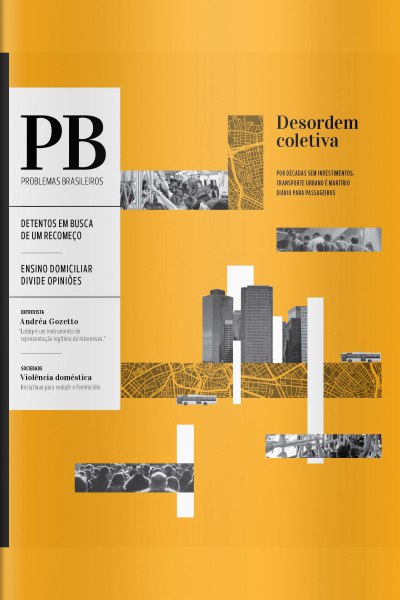 PB
PROBLEMAS BRASILEIROS
DETENTOS EM BUSCA
DE UM RECOMEÇO
ENSINO DOMICILIAR
DIVIDE OPINIÕES
ENTREVISTA
Andréa Gozetto
"Lobby é um instrumento de
representação legítimo de interesses."
SOCIEDADE
Violência doméstica
Iniciativas para reduzir o feminicídio
Desordem
coletiva
POR DÉCADAS SEM INVESTIMENTOS,
TRANSPORTE URBANO É MARTÍRIO
DIÁRIO PARA PASSAGEIROS